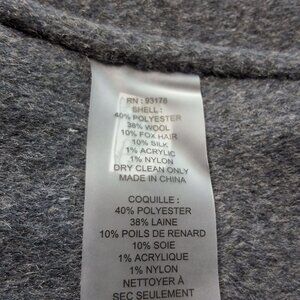 RN : 93176
SHELL :
40% POLYESTER
38% WOOL
10% FOX HAIR
10% SILK
1% ACRYLIC
1% NYLON
DRY CLEAN ONLY
MADE IN CHINA
COQUILLE :
40% POLYESTER
38% LAINE
10% POILS DE RENARD
10% SOIE
1% ACRYLIQUE
1% NYLON
NETTOYER À
SEC SEULEMENT